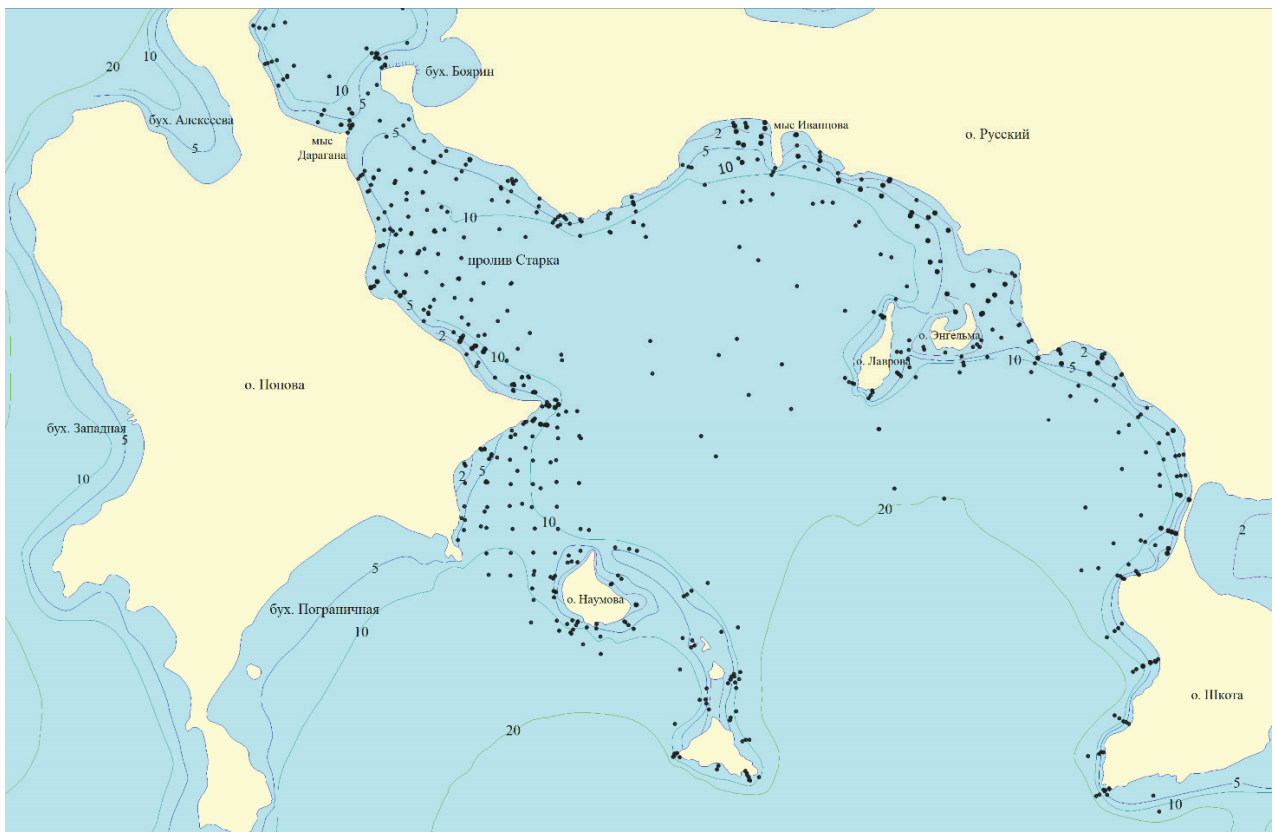 10
20
бух. Боярин
10
5
бух. Алексеева
5
мыс
Дарагана
5
2
мыс Иванцова
о. Русский
5
10
10
пролив Старка
5
2
10
о. Энгельма
о. Лаврова
10
2
5
о. Попова
бух. Западная
5
10
2
5
10
20
2
5
бух. Пограничная
10
о. Наумова
о. Шкота
20
5
10